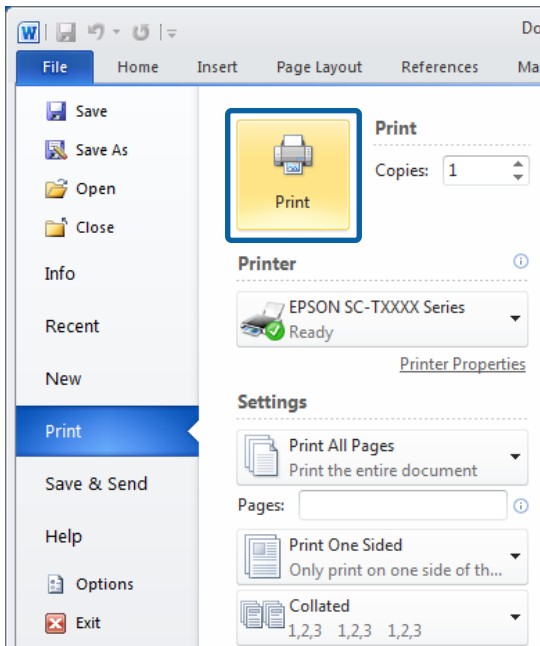 W
Do
File Home Insert Page Layout References Ma
Save
Save As
Open
Close
Info
Recent
New
Print
Save & Send
Help
Options
Exit
Print
Print
Copies: 1
Printer
EPSON SC-TXXXX Series
Ready
Printer Properties
Settings
Print All Pages
Print the entire document
Pages:
Print One Sided
Only print on one side of th...
Collated
1,2,3 1,2,3 1,2,3